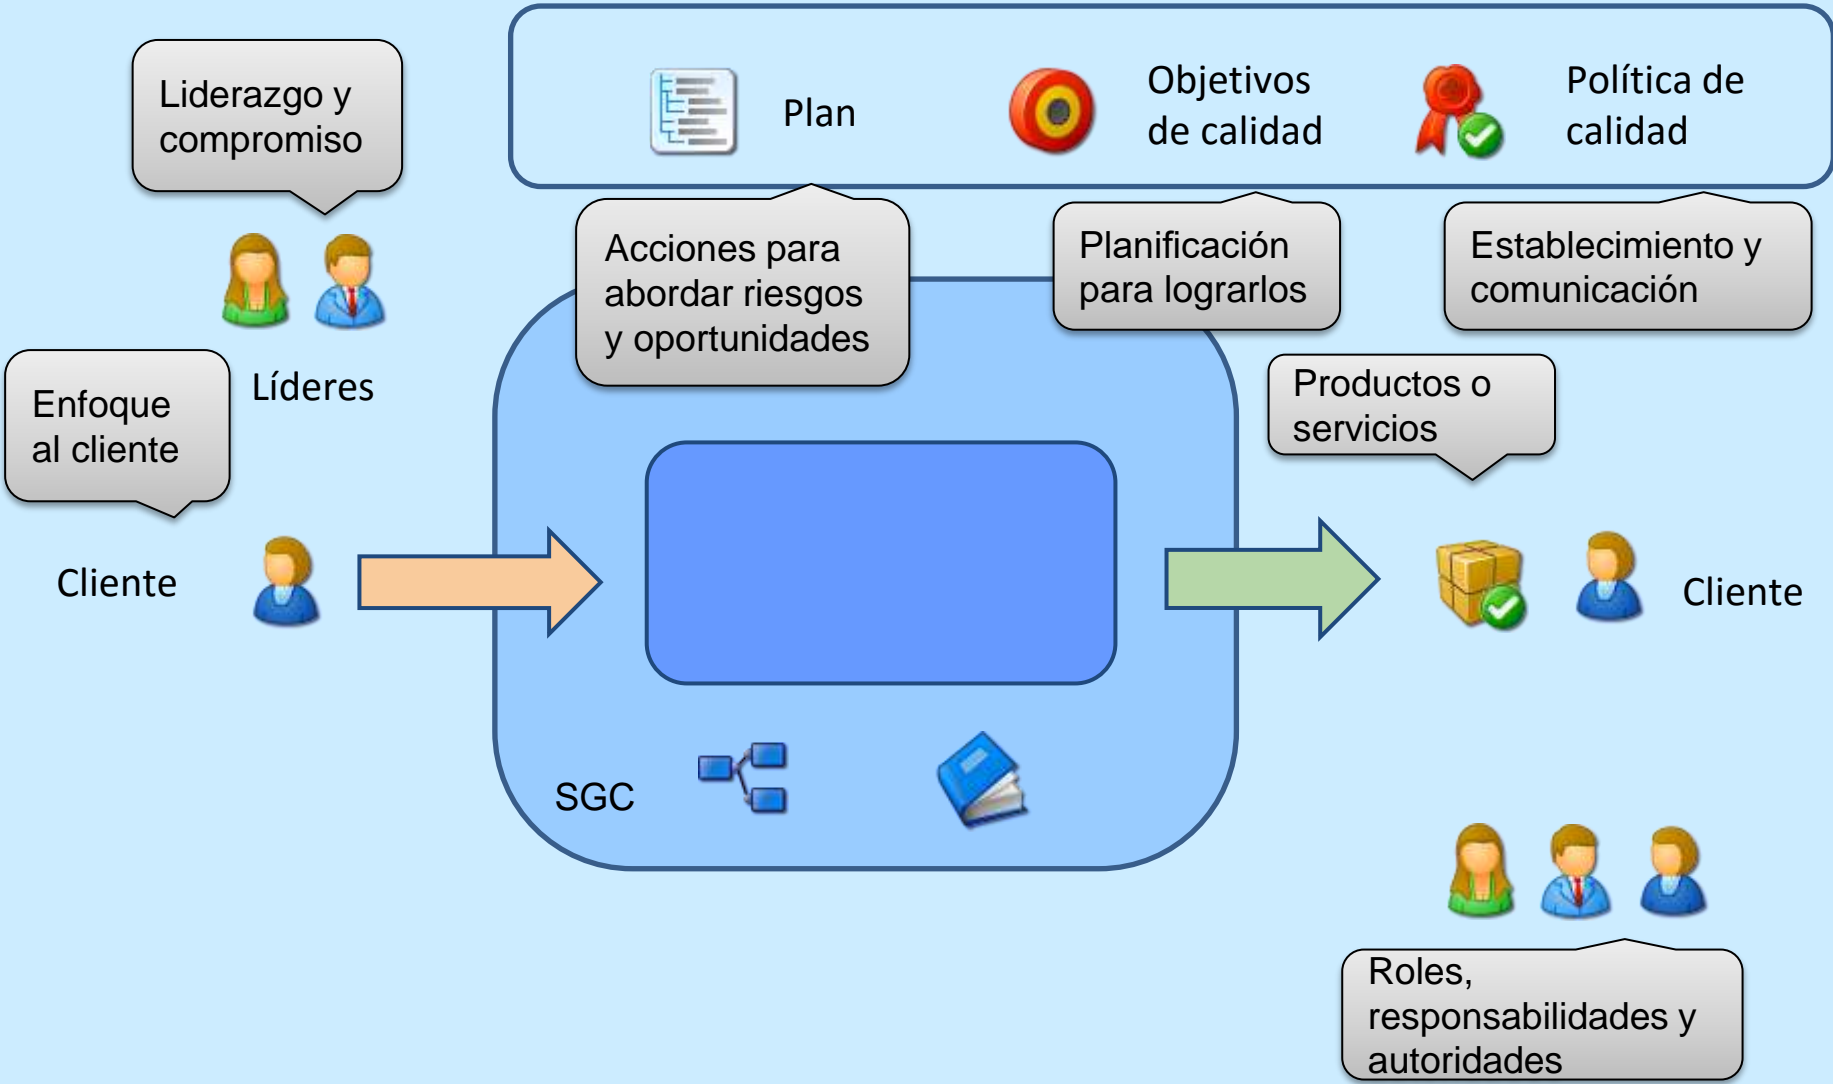 Liderazgo y
compromiso
Plan
Objetivos
de calidad
Política de
calidad
Acciones para
abordar riesgos
y oportunidades
Planificación
para lograrlos
Establecimiento y
comunicación
Líderes
Enfoque
al cliente
Productos o
servicios
Cliente
Cliente
SGC
Roles,
responsabilidades y
autoridades